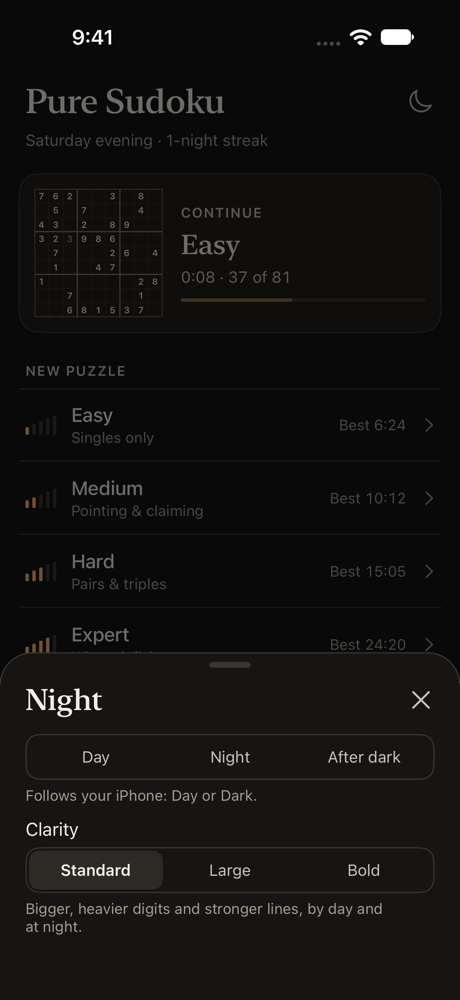 9:41
Pure Sudoku
Saturday evening · 1-night streak
7 6 2 3 8
5 7 4
4 3 2 8 9
3 2 3 9 8 6
7 2 6 4
1 4 7
1 2 8
7 1
6 8 1 5 3 7
CONTINUE
Easy
0:08 · 37 of 81
NEW PUZZLE
Easy
Singles only
Best 6:24
Medium
Pointing & claiming
Best 10:12
Hard
Pairs & triples
Best 15:05
Expert
Best 24:20
Night
Day Night After dark
Follows your iPhone: Day or Dark.
Clarity
Standard Large Bold
Bigger, heavier digits and stronger lines, by day and
at night.